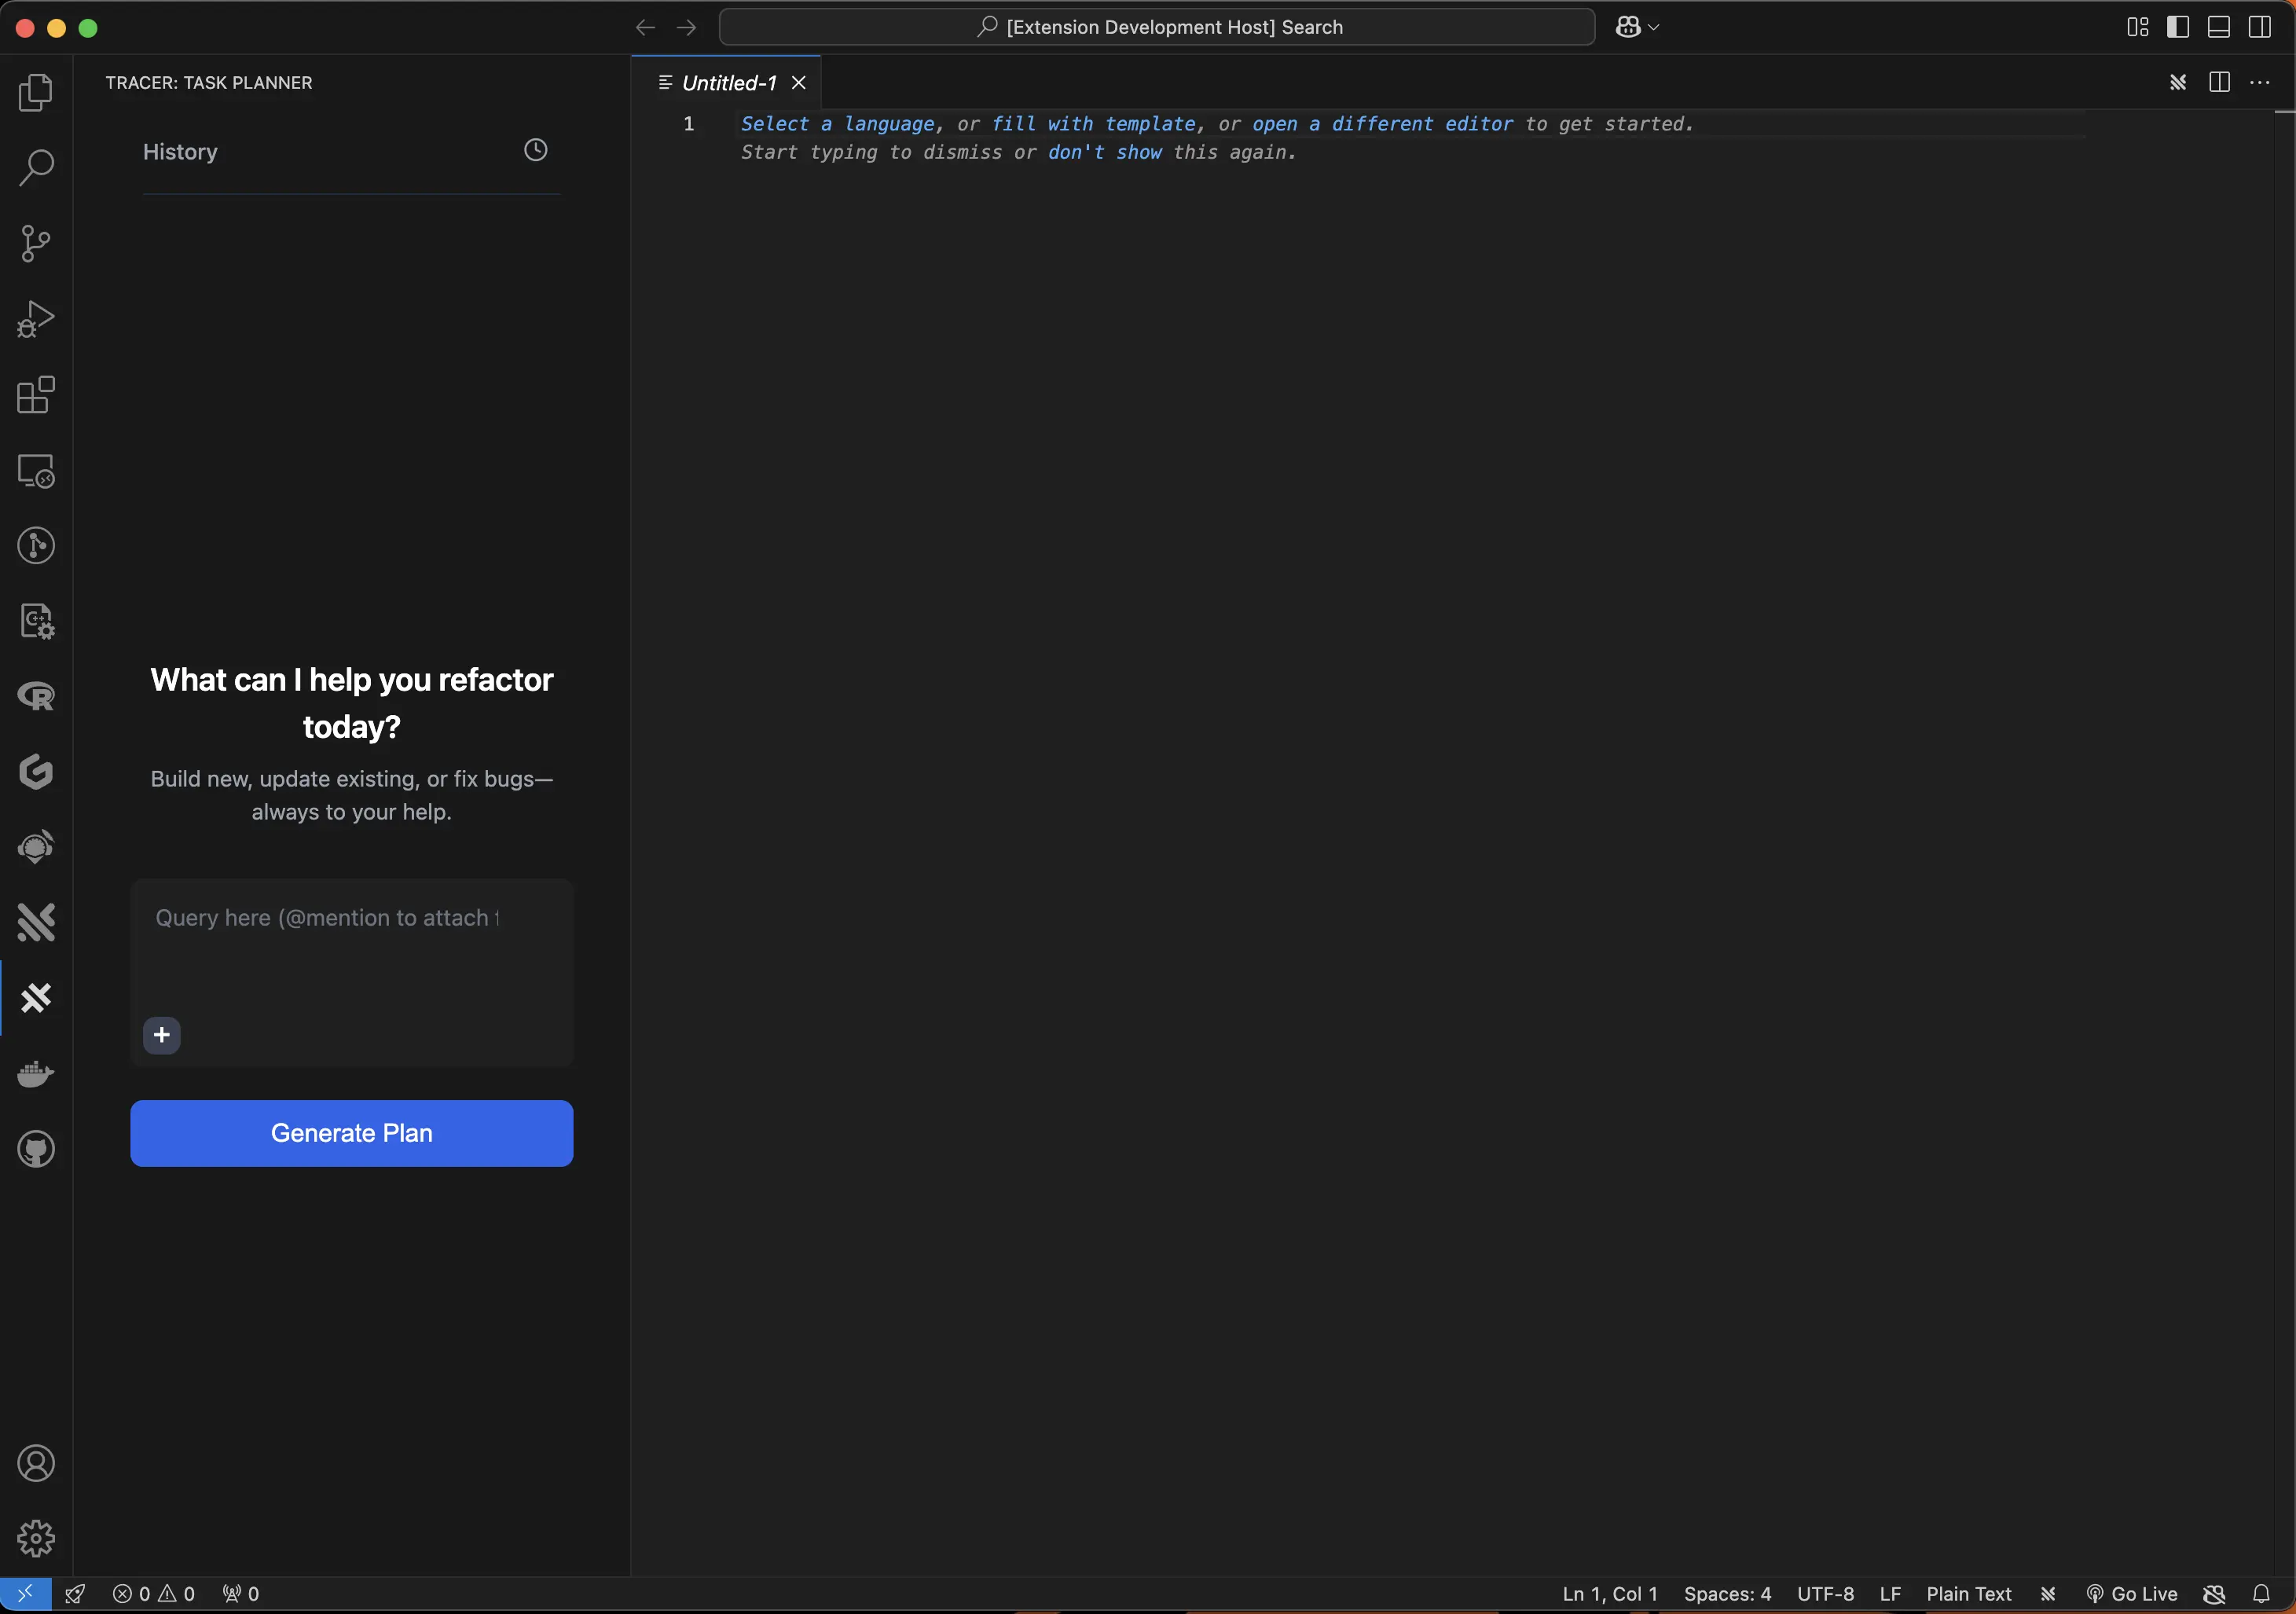 [Extension Development Host] Search
TRACER: TASK PLANNER
Untitled-1
History
1
Select a language, or fill with template, or open a different editor to get started.
Start typing to dismiss or don't show this again.
What can I help you refactor
today?
Build new, update existing, or fix bugs—
always to your help.
Query here (@mention to attach
Generate Plan
0 0 0
Ln 1, Col 1 Spaces: 4 UTF-8 LF Plain Text Go Live